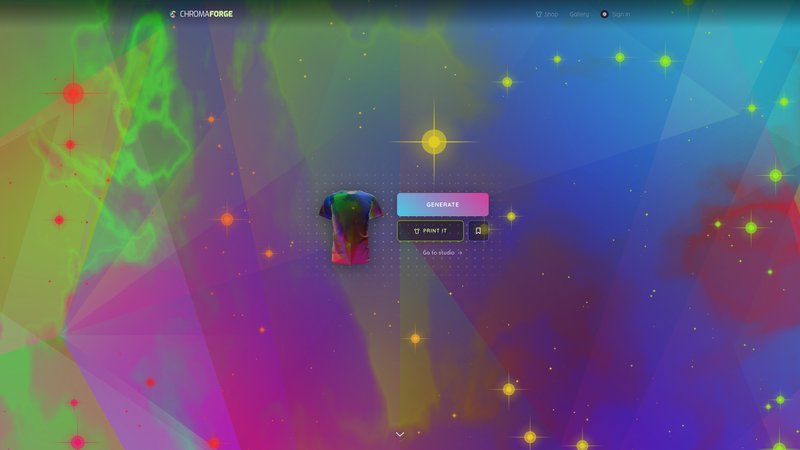 CHROMAFORGE
Shop
Gallery
Sign in
GENERATE
PRINT IT
Go to studio